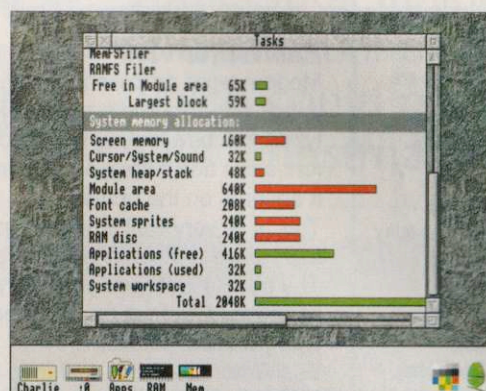 Tasks
MemFSFiler
RAMFS Filer
Free in Module area 65K
Largest block 59K
System memory allocation:
Screen memory 160K
Cursor/System/Sound 32K
System heap/stack 48K
Module area 640K
Font cache 208K
System sprites 240K
RAM disc 240K
Applications (free) 416K
Applications (used) 32K
System workspace 32K
Total 2048K
Charlie :0 Apps RAM Mem